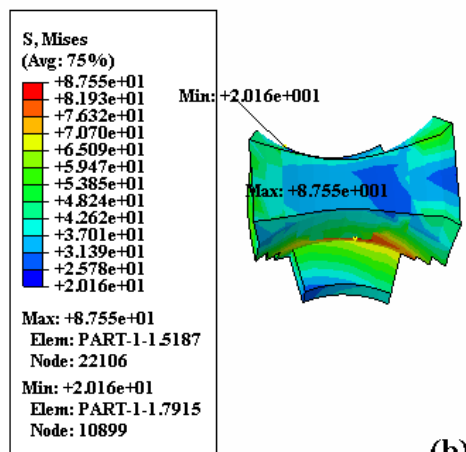 S, Mises
(Avg: 75%)
+8.755e+01
+8.193e+01
+7.632e+01
+7.070e+01
+6.509e+01
+5.947e+01
+5.385e+01
+4.824e+01
+4.262e+01
+3.701e+01
+3.139e+01
+2.578e+01
+2.016e+01
Max: +8.755e+01
Elem: PART-1-1.5187
Node: 22106
Min: +2.016e+01
Elem: PART-1-1.7915
Node: 10899
Min: +2.016e+001
Max: +8.755e+001
(b)